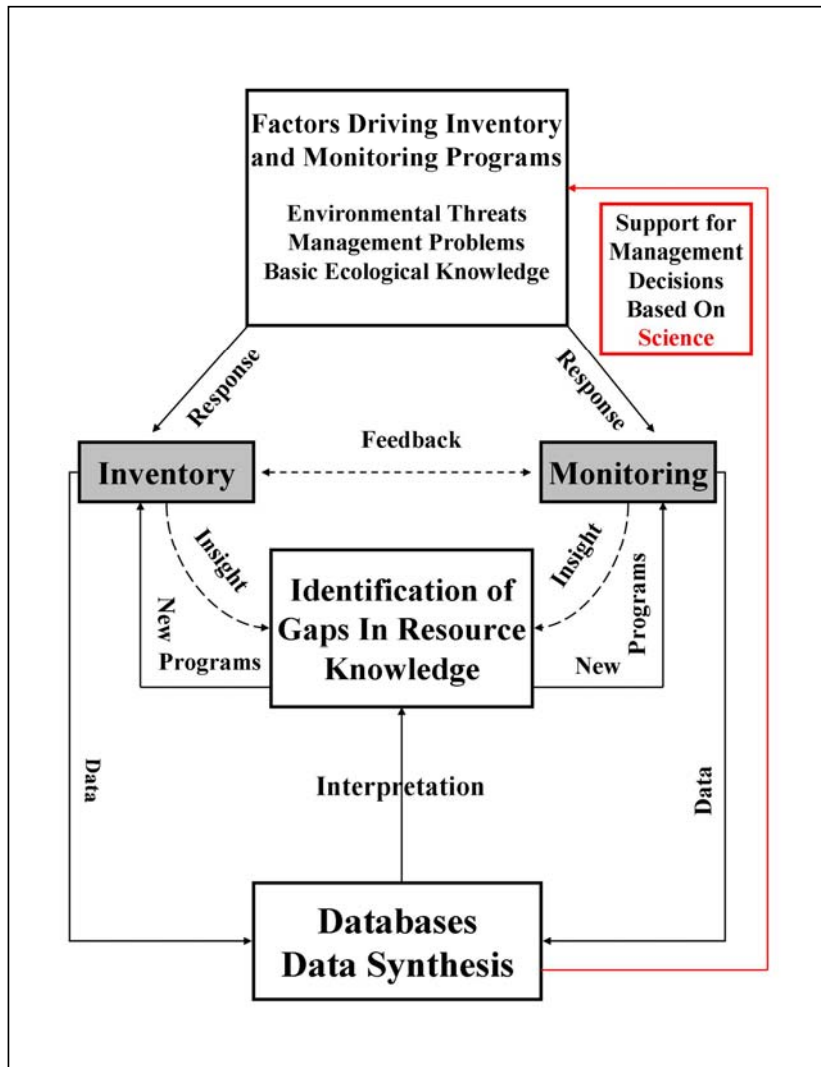 Factors Driving Inventory
and Monitoring Programs
Environmental Threats
Management Problems
Basic Ecological Knowledge
Support for
Management
Decisions
Based On
Science
Response
Response
Feedback
Inventory
Monitoring
Insight
Insight
Identification of
Gaps In Resource
Knowledge
New
Programs
New
Programs
Data
Interpretation
Data
Databases
Data Synthesis